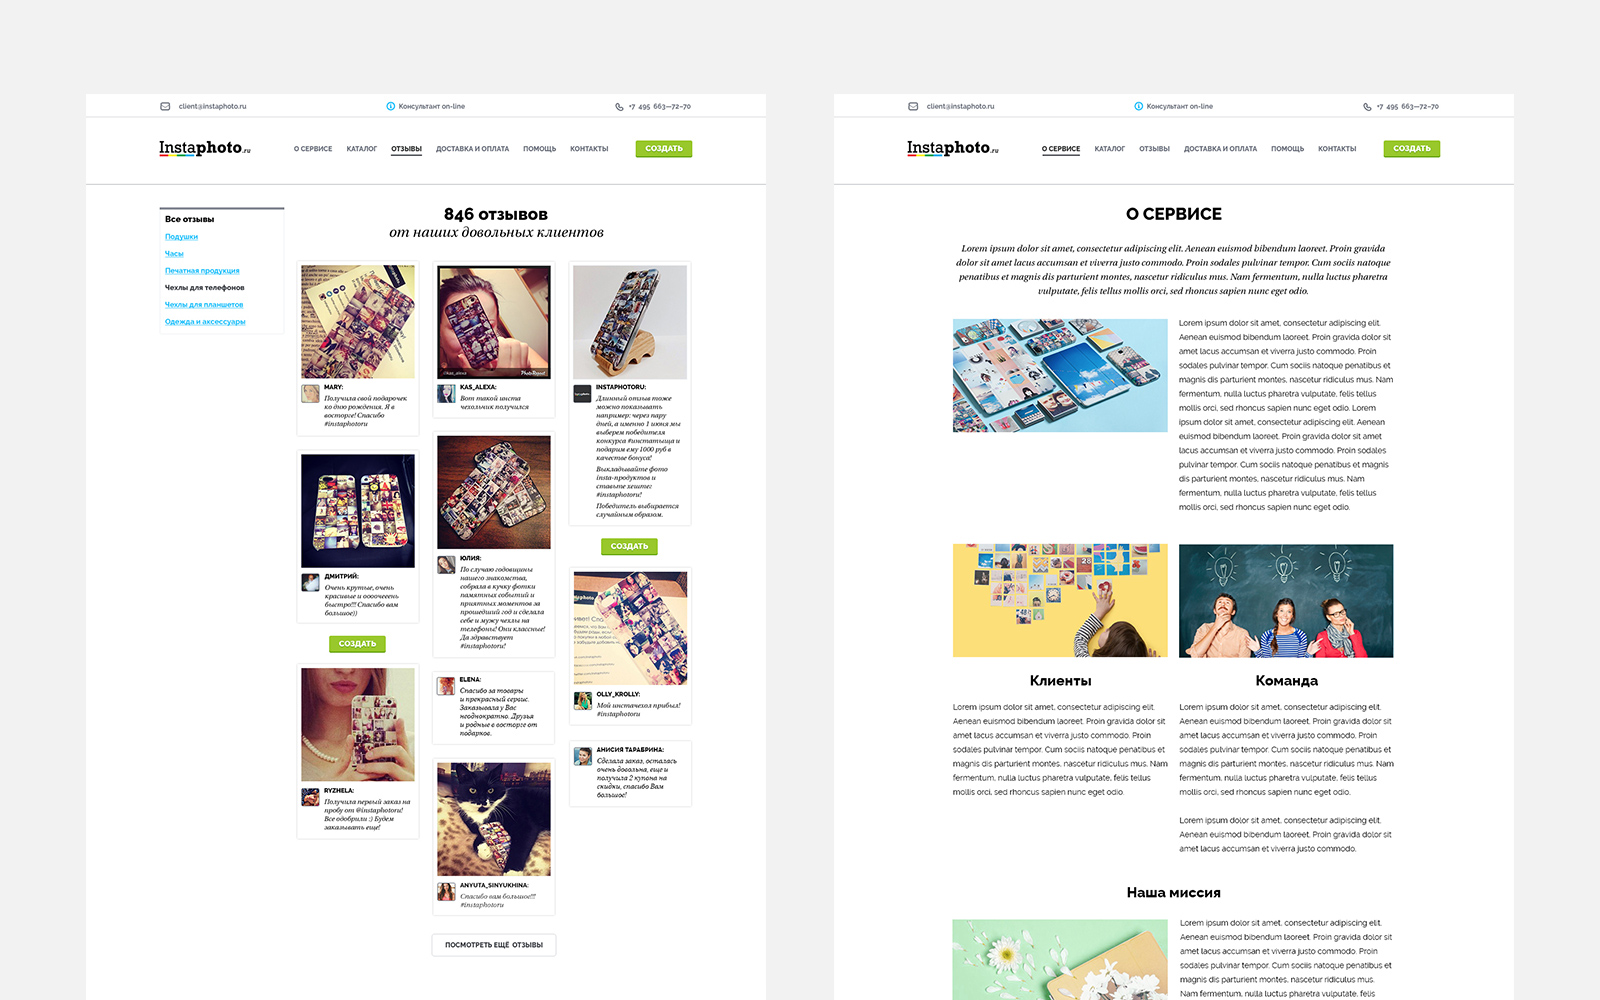 client@instaphoto.ru
Консультант on-line
+7 495 663—72–70
Instaphoto.ru
О СЕРВИСЕ
КАТАЛОГ
ОТЗЫВЫ
ДОСТАВКА И ОПЛАТА
ПОМОЩЬ
КОНТАКТЫ
СОЗДАТЬ
Все отзывы
Подушки
Часы
Печатная продукция
Чехлы для телефонов
Чехлы для планшетов
Одежда и аксессуары
846 отзывов
от наших довольных клиентов
MARY:
Получила свой подарочек
ко дню рождения. Я в
восторге! Спасибо
#instaphotoru
ДМИТРИЙ:
Очень крутые, очень
красивые и оооочееень
быстро!!! Спасибо вам
большое))
СОЗДАТЬ
RYZHELA:
Получила первый заказ на
пробу от @instaphotoru!
Все одобрили :) Будем
заказывать еще!
@kas_alexa
KAS_ALEXA:
Вот такой инста
чехольчик получился
ЮЛИЯ:
По случаю годовщины
нашего знакомства,
собрала в кучку фотки
памятных событий и
приятных моментов за
прошедший год и сделала
себе и мужу чехлы на
телефоны! Они классные!
Да здравствует
#instaphotoru!
ELENA:
Спасибо за товары
и прекрасный сервис.
Заказывала у Вас
неоднократно. Друзья
и родные в восторге от
подарков.
ANYUTA_SINYUKHINA:
Спасибо вам большое!!!
#instaphotoru
ПОСМОТРЕТЬ ЕЩЁ ОТЗЫВЫ
INSTAPHOTORU:
Длинный отзыв тоже
можно показывать
например: через пару
дней, а именно 1 июня мы
выберем победителя
конкурса #инстатыща и
подарим ему 1000 руб в
качестве бонуса!
Выкладывайте фото
insta-продуктов и
ставьте хештег:
#instaphotoru!
Победитель выбирается
случайным образом.
СОЗДАТЬ
OLLY_KROLLY:
Мой инстачехол прибыл!
#instaphotoru
АНИСИЯ ТАРАБРИНА:
Сделала заказ, осталась
очень довольна, еще и
получила 2 купона на
скидки, спасибо Вам
большое!
client@instaphoto.ru
Консультант on-line
+7 495 663—72–70
Instaphoto.ru
О СЕРВИСЕ
КАТАЛОГ
ОТЗЫВЫ
ДОСТАВКА И ОПЛАТА
ПОМОЩЬ
КОНТАКТЫ
СОЗДАТЬ
О СЕРВИСЕ
Lorem ipsum dolor sit amet, consectetur adipiscing elit. Aenean euismod bibendum laoreet. Proin gravida
dolor sit amet lacus accumsan et viverra justo commodo. Proin sodales pulvinar tempor. Cum sociis natoque
penatibus et magnis dis parturient montes, nascetur ridiculus mus. Nam fermentum, nulla luctus pharetra
vulputate, felis tellus mollis orci, sed rhoncus sapien nunc eget odio.
Lorem ipsum dolor sit amet, consectetur adipiscing elit.
Aenean euismod bibendum laoreet. Proin gravida dolor sit
amet lacus accumsan et viverra justo commodo. Proin
sodales pulvinar tempor. Cum sociis natoque penatibus et
magnis dis parturient montes, nascetur ridiculus mus. Nam
fermentum, nulla luctus pharetra vulputate, felis tellus
mollis orci, sed rhoncus sapien nunc eget odio. Lorem
ipsum dolor sit amet, consectetur adipiscing elit. Aenean
euismod bibendum laoreet. Proin gravida dolor sit amet
lacus accumsan et viverra justo commodo. Proin sodales
pulvinar tempor. Cum sociis natoque penatibus et magnis
dis parturient montes, nascetur ridiculus mus. Nam
fermentum, nulla luctus pharetra vulputate, felis tellus
mollis orci, sed rhoncus sapien nunc eget odio.
Клиенты
Lorem ipsum dolor sit amet, consectetur adipiscing elit.
Aenean euismod bibendum laoreet. Proin gravida dolor sit
amet lacus accumsan et viverra justo commodo. Proin
sodales pulvinar tempor. Cum sociis natoque penatibus et
magnis dis parturient montes, nascetur ridiculus mus. Nam
fermentum, nulla luctus pharetra vulputate, felis tellus
mollis orci, sed rhoncus sapien nunc eget odio.
Команда
Lorem ipsum dolor sit amet, consectetur adipiscing elit.
Aenean euismod bibendum laoreet. Proin gravida dolor sit
amet lacus accumsan et viverra justo commodo. Proin
sodales pulvinar tempor. Cum sociis natoque penatibus et
magnis dis parturient montes, nascetur ridiculus mus. Nam
fermentum, nulla luctus pharetra vulputate, felis tellus
mollis orci, sed rhoncus sapien nunc eget odio.
Lorem ipsum dolor sit amet, consectetur adipiscing elit.
Aenean euismod bibendum laoreet. Proin gravida dolor sit
amet lacus accumsan et viverra justo commodo.
Наша миссия
Lorem ipsum dolor sit amet, consectetur adipiscing elit.
Aenean euismod bibendum laoreet. Proin gravida dolor sit
amet lacus accumsan et viverra justo commodo. Proin
sodales pulvinar tempor. Cum sociis natoque penatibus et
magnis dis parturient montes, nascetur ridiculus mus.
Nam fermentum, nulla luctus pharetra vulputate, felis